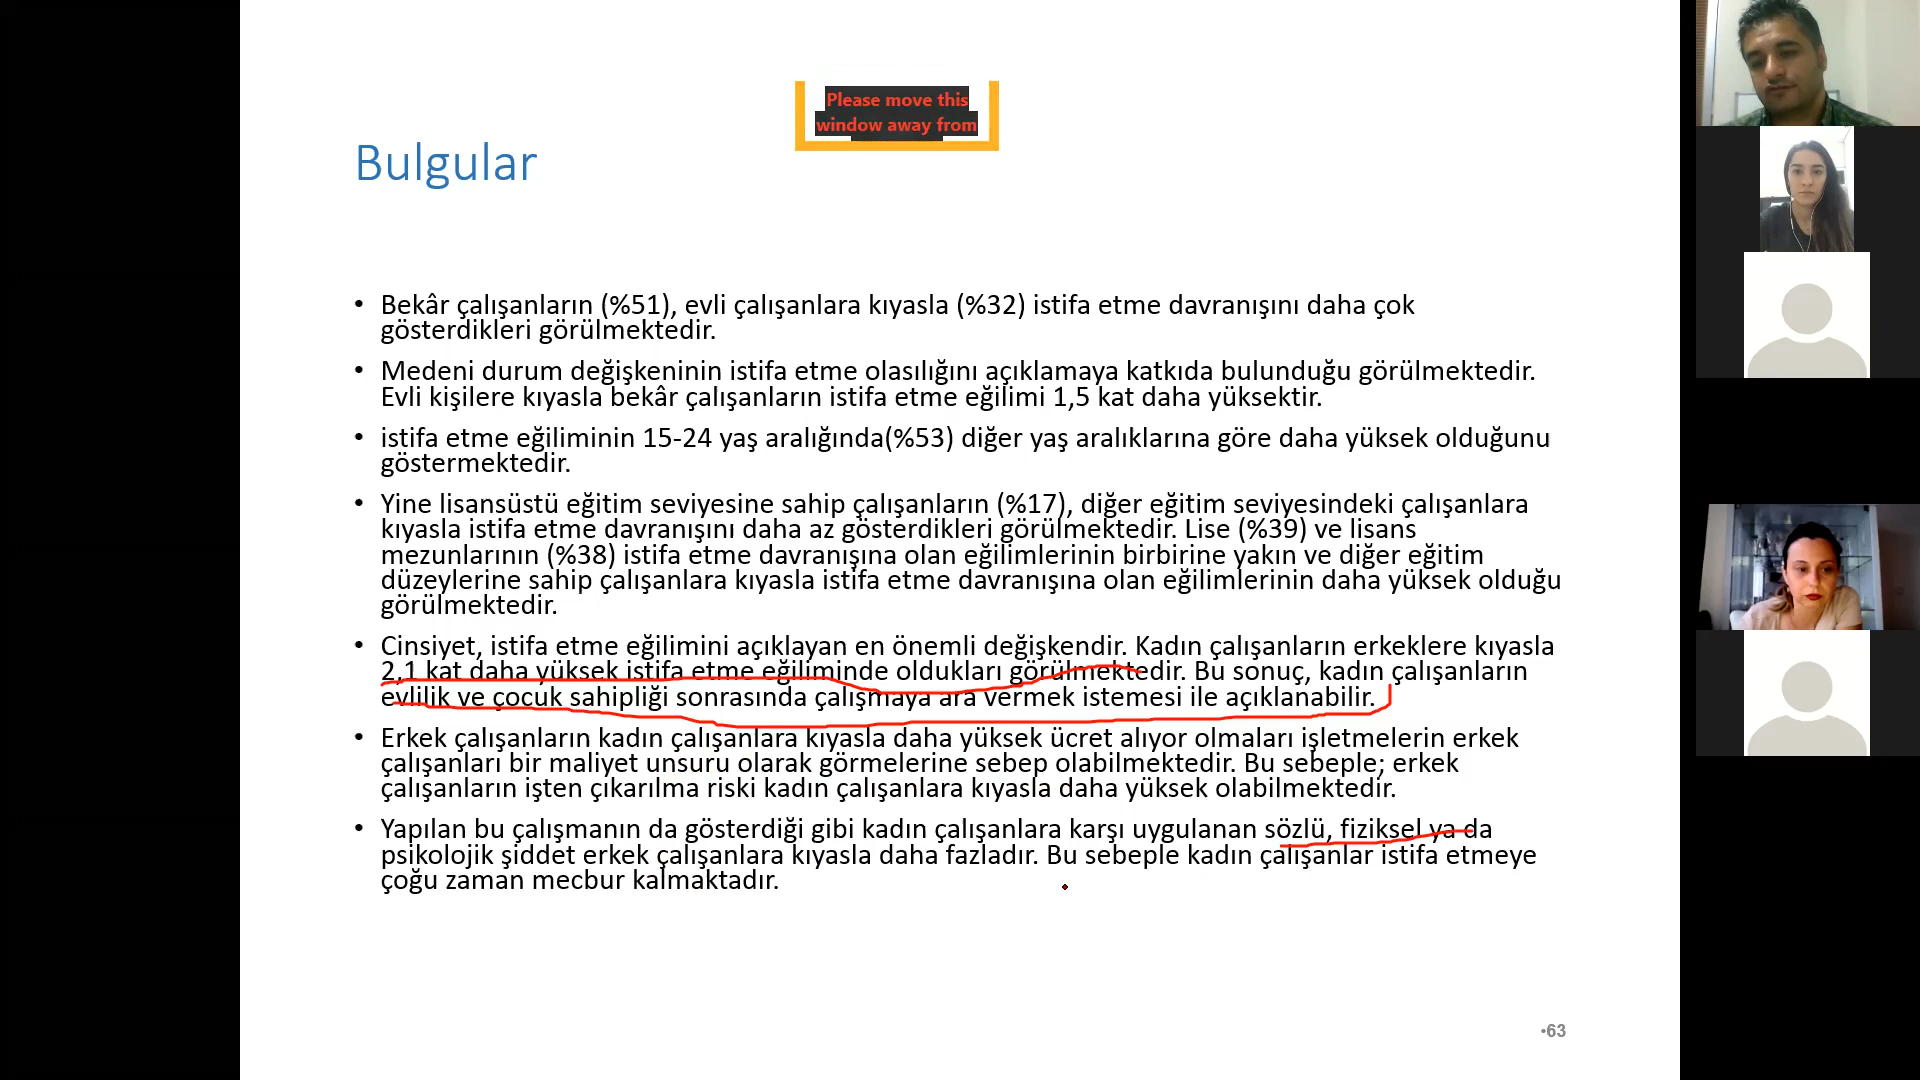 Please move this
window away from
Bulgular
• Bekâr çalışanların (%51), evli çalışanlara kıyasla (%32) istifa etme davranışını daha çok
gösterdikleri görülmektedir.
• Medeni durum değişkeninin istifa etme olasılığını açıklamaya katkıda bulunduğu görülmektedir.
Evli kişilere kıyasla bekâr çalışanların istifa etme eğilimi 1,5 kat daha yüksektir.
• istifa etme eğiliminin 15-24 yaş aralığında(%53) diğer yaş aralıklarına göre daha yüksek olduğunu
göstermektedir.
• Yine lisansüstü eğitim seviyesine sahip çalışanların (%17), diğer eğitim seviyesindeki çalışanlara
kıyasla istifa etme davranışını daha az gösterdikleri görülmektedir. Lise (%39) ve lisans
mezunlarının (%38) istifa etme davranışına olan eğilimlerinin birbirine yakın ve diğer eğitim
düzeylerine sahip çalışanlara kıyasla istifa etme davranışına olan eğilimlerinin daha yüksek olduğu
görülmektedir.
• Cinsiyet, istifa etme eğilimini açıklayan en önemli değişkendir. Kadın çalışanların erkeklere kıyasla
2,1 kat daha yüksek istifa etme eğiliminde oldukları görülmektedir. Bu sonuç, kadın çalışanların
evlilik ve çocuk sahipliği sonrasında çalışmaya ara vermek istemesi ile açıklanabilir.
• Erkek çalışanların kadın çalışanlara kıyasla daha yüksek ücret alıyor olmaları işletmelerin erkek
çalışanları bir maliyet unsuru olarak görmelerine sebep olabilmektedir. Bu sebeple; erkek
çalışanların işten çıkarılma riski kadın çalışanlara kıyasla daha yüksek olabilmektedir.
• Yapılan bu çalışmanın da gösterdiği gibi kadın çalışanlara karşı uygulanan sözlü, fiziksel ya da
psikolojik şiddet erkek çalışanlara kıyasla daha fazladır. Bu sebeple kadın çalışanlar istifa etmeye
çoğu zaman mecbur kalmaktadır.
•63